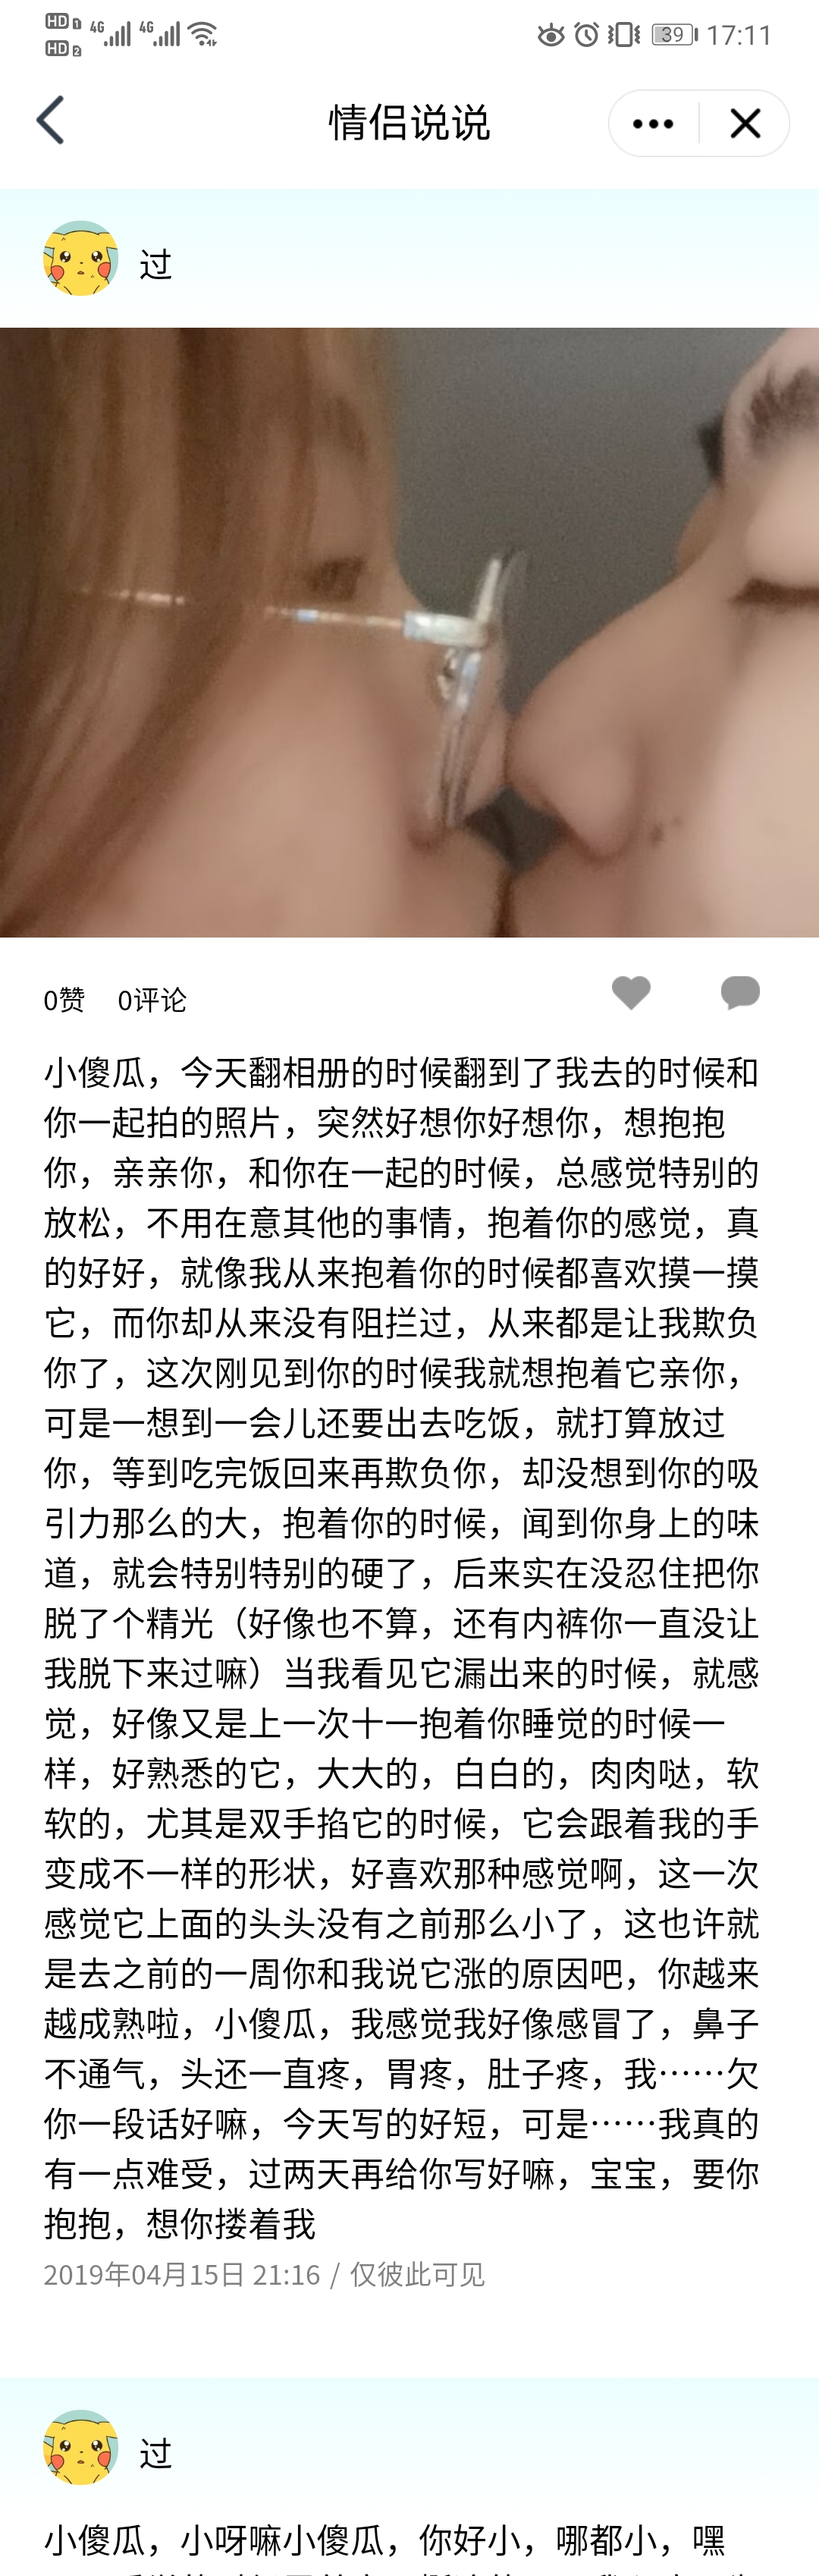 HD 1 4G 4G
HD 2
39 17:11
情侣说说
过
0赞 0评论
小傻瓜，今天翻相册的时候翻到了我去的时候和
你一起拍的照片，突然好想你好想你，想抱抱
你，亲亲你，和你在一起的时候，总感觉特别的
放松，不用在意其他的事情，抱着你的感觉，真
的好好，就像我从来抱着你的时候都喜欢摸一摸
它，而你却从来没有阻拦过，从来都是让我欺负
你了，这次刚见到你的时候我就想抱着它亲你，
可是一想到一会儿还要出去吃饭，就打算放过
你，等到吃完饭回来再欺负你，却没想到你的吸
引力那么的大，抱着你的时候，闻到你身上的味
道，就会特别特别的硬了，后来实在没忍住把你
脱了个精光（好像也不算，还有内裤你一直没让
我脱下来过嘛）当我看见它漏出来的时候，就感
觉，好像又是上一次十一抱着你睡觉的时候一
样，好熟悉的它，大大的，白白的，肉肉哒，软
软的，尤其是双手掐它的时候，它会跟着我的手
变成不一样的形状，好喜欢那种感觉啊，这一次
感觉它上面的头头没有之前那么小了，这也许就
是去之前的一周你和我说它涨的原因吧，你越来
越成熟啦，小傻瓜，我感觉我好像感冒了，鼻子
不通气，头还一直疼，胃疼，肚子疼，我……欠
你一段话好嘛，今天写的好短，可是……我真的
有一点难受，过两天再给你写好嘛，宝宝，要你
抱抱，想你搂着我
2019年04月15日 21:16 / 仅彼此可见
过
小傻瓜，小呀嘛小傻瓜，你好小，哪都小，嘿